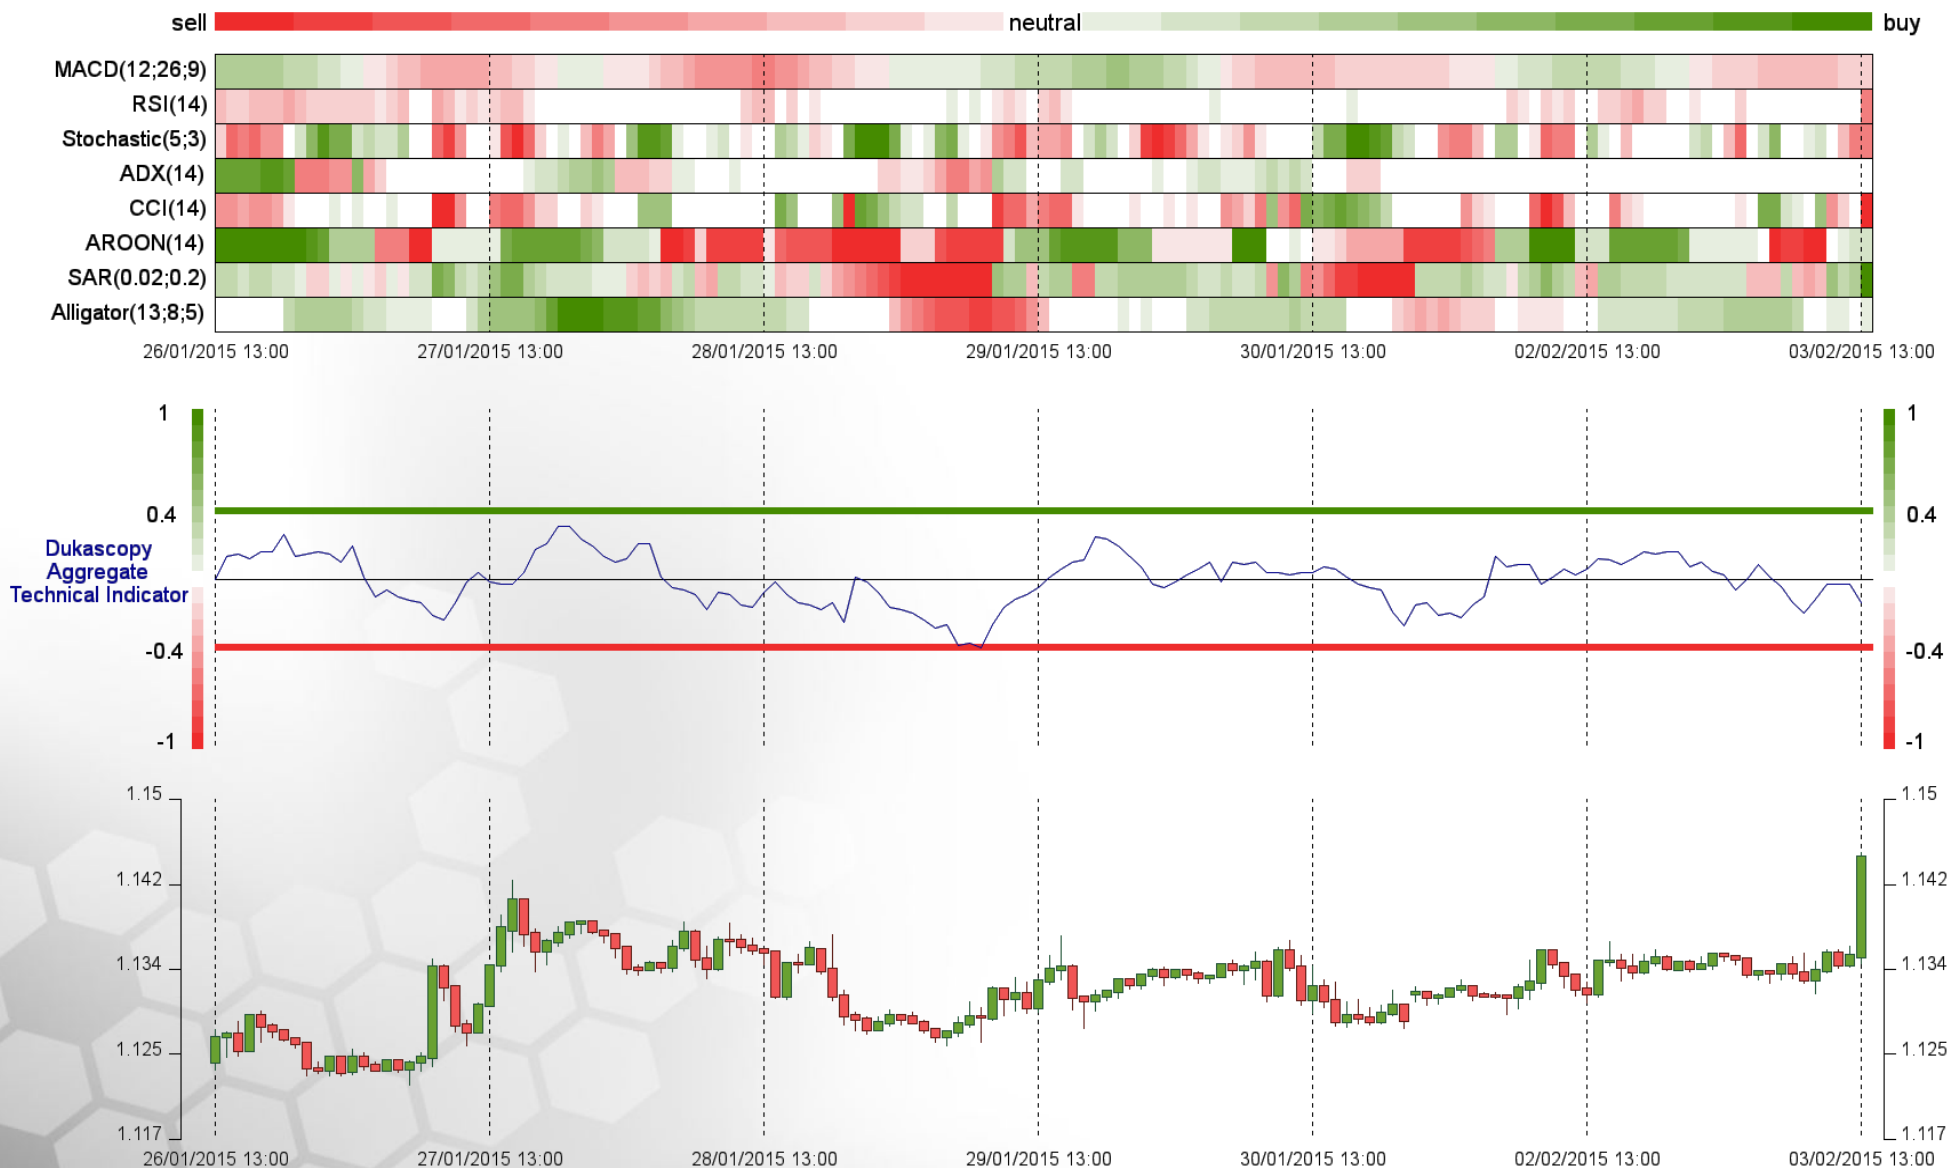 sell neutral buy
MACD(12;26;9)
RSI(14)
Stochastic(5;3)
ADX(14)
CCI(14)
AROON(14)
SAR(0.02;0.2)
Alligator(13;8;5)
26/01/2015 13:00 27/01/2015 13:00 28/01/2015 13:00 29/01/2015 13:00 30/01/2015 13:00 02/02/2015 13:00 03/02/2015 13:00
1 1
0.4 0.4
Dukascopy
Aggregate
Technical Indicator
-0.4 -0.4
-1 -1
1.15 1.15
1.142 1.142
1.134 1.134
1.125 1.125
1.117 1.117
26/01/2015 13:00 27/01/2015 13:00 28/01/2015 13:00 29/01/2015 13:00 30/01/2015 13:00 02/02/2015 13:00 03/02/2015 13:00